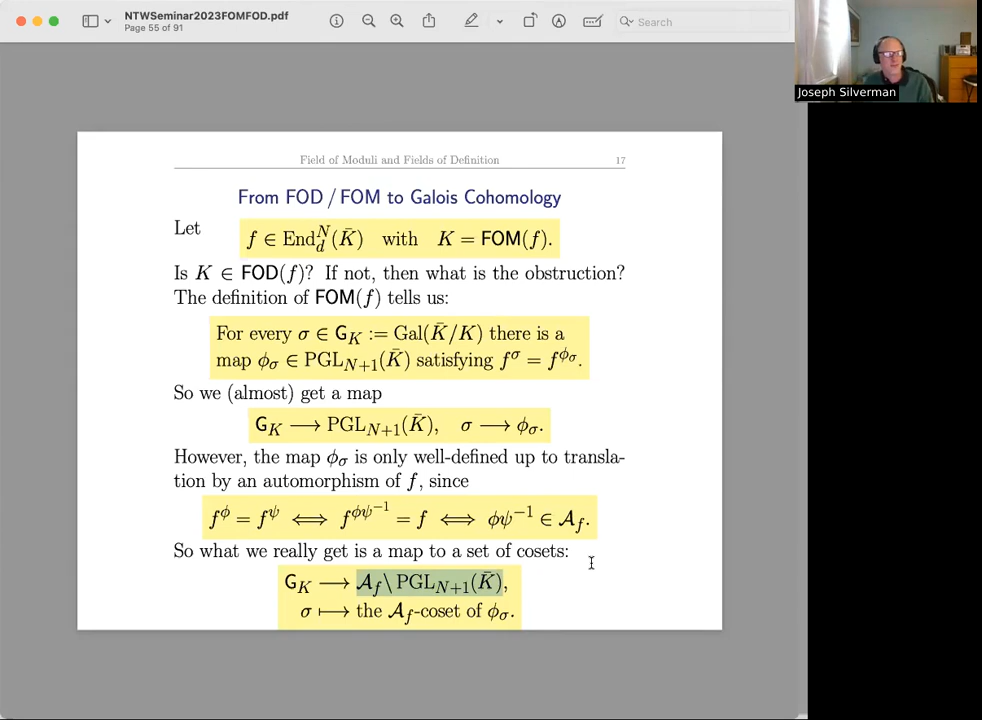 NTWSeminar2023FOMFOD.pdf
Page 55 of 91
Search
Joseph Silverman
Field of Moduli and Fields of Definition 17
From FOD / FOM to Galois Cohomology
Let
f ∈ End_d^N(K̄) with K = FOM(f).
Is K ∈ FOD(f)? If not, then what is the obstruction?
The definition of FOM(f) tells us:
For every σ ∈ G_K := Gal(K̄/K) there is a
map ϕ_σ ∈ PGL_{N+1}(K̄) satisfying f^σ = f^{ϕ_σ}.
So we (almost) get a map
G_K ⟶ PGL_{N+1}(K̄), σ ⟶ ϕ_σ.
However, the map ϕ_σ is only well-defined up to transla-
tion by an automorphism of f, since
f^ϕ = f^ψ ⟺ f^{ϕψ^{-1}} = f ⟺ ϕψ^{-1} ∈ 𝒜_f.
So what we really get is a map to a set of cosets:
G_K ⟶ 𝒜_f\PGL_{N+1}(K̄),
σ ⟼ the 𝒜_f-coset of ϕ_σ.